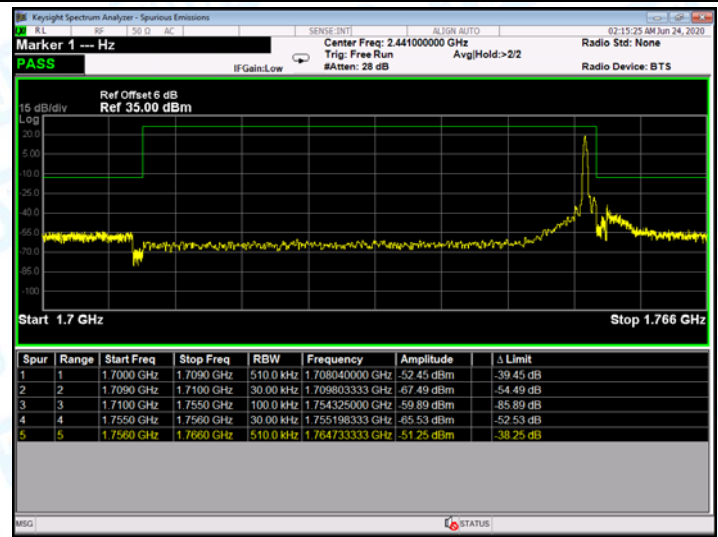 Keysight Spectrum Analyzer - Spurious Emissions
RL RF 50 Ω AC SENSE:INT ALIGN AUTO 02:15:25 AM Jun 24, 2020
Marker 1 --- Hz Center Freq: 2.441000000 GHz Radio Std: None
Trig: Free Run Avg|Hold:>2/2
PASS IFGain:Low #Atten: 28 dB Radio Device: BTS
Ref Offset 6 dB
15 dB/div Ref 35.00 dBm
Log
20.0
5.00
-10.0
-25.0
-40.0
-55.0
-70.0
-85.0
-100
Start 1.7 GHz Stop 1.766 GHz
Spur Range Start Freq Stop Freq RBW Frequency Amplitude Δ Limit
1 1 1.7000 GHz 1.7090 GHz 510.0 kHz 1.708040000 GHz -52.45 dBm -39.45 dB
2 2 1.7090 GHz 1.7100 GHz 30.00 kHz 1.709803333 GHz -67.49 dBm -54.49 dB
3 3 1.7100 GHz 1.7550 GHz 100.0 kHz 1.754325000 GHz -59.89 dBm -85.89 dB
4 4 1.7550 GHz 1.7560 GHz 30.00 kHz 1.755198333 GHz -65.53 dBm -52.53 dB
5 5 1.7560 GHz 1.7660 GHz 510.0 kHz 1.764733333 GHz -51.25 dBm -38.25 dB
MSG STATUS